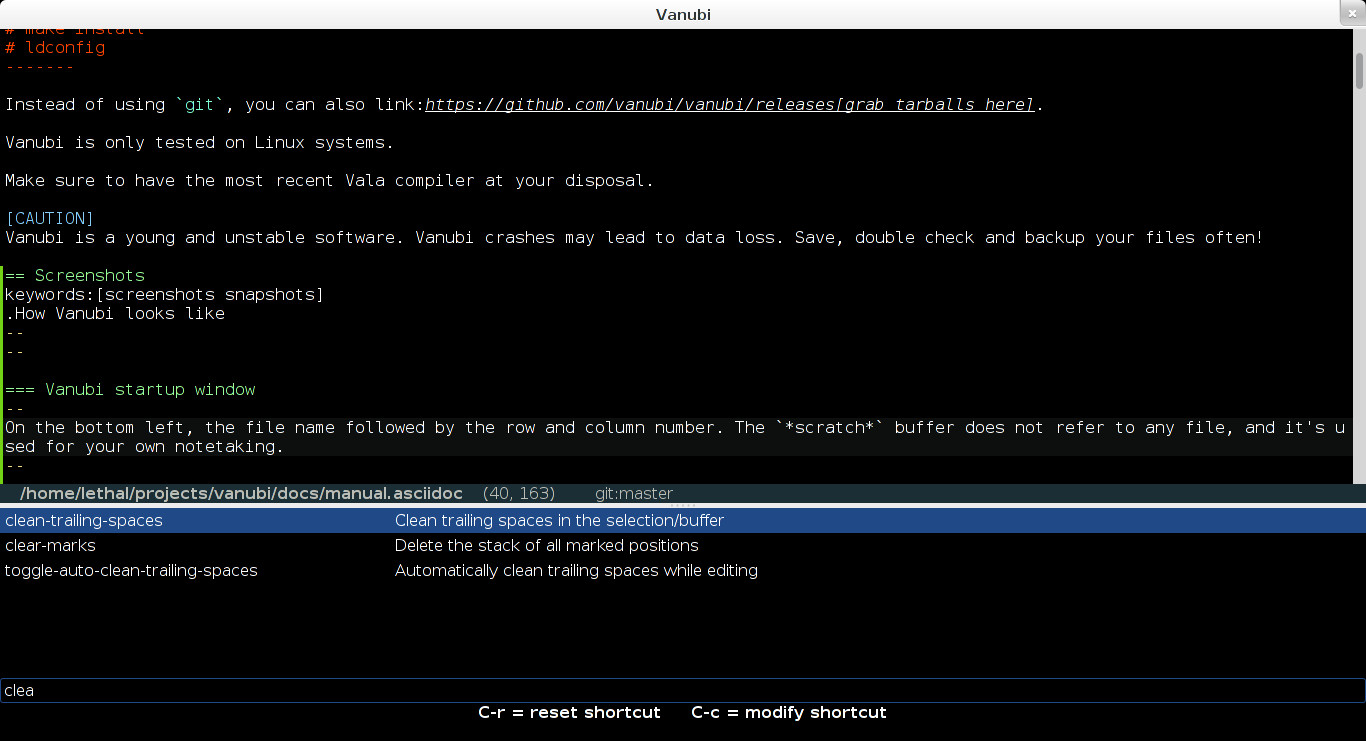 Vanubi
# make install
# ldconfig
-------
Instead of using `git`, you can also link:https://github.com/vanubi/vanubi/releases[grab tarballs here].
Vanubi is only tested on Linux systems.
Make sure to have the most recent Vala compiler at your disposal.
[CAUTION]
Vanubi is a young and unstable software. Vanubi crashes may lead to data loss. Save, double check and backup your files often!
== Screenshots
keywords:[screenshots snapshots]
.How Vanubi looks like
--
--
=== Vanubi startup window
--
On the bottom left, the file name followed by the row and column number. The `*scratch*` buffer does not refer to any file, and it's u
sed for your own notetaking.
--
/home/lethal/projects/vanubi/docs/manual.asciidoc (40, 163) git:master
clean-trailing-spaces Clean trailing spaces in the selection/buffer
clear-marks Delete the stack of all marked positions
toggle-auto-clean-trailing-spaces Automatically clean trailing spaces while editing
clea
C-r = reset shortcut C-c = modify shortcut